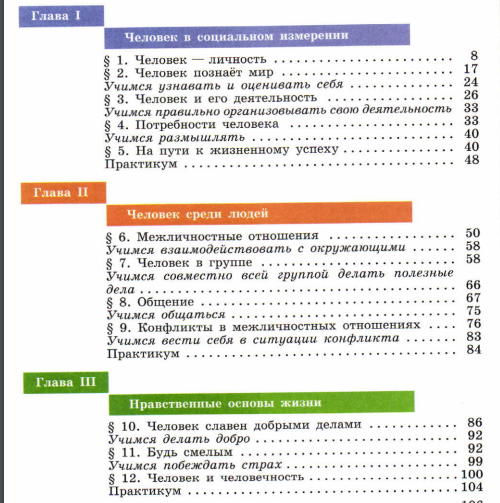 Глава I
Человек в социальном измерении
§ 1. Человек — личность . . . . . . . . . . . . . . . . . . . . . . . . 8
§ 2. Человек познаёт мир . . . . . . . . . . . . . . . . . . . . . . 17
Учимся узнавать и оценивать себя . . . . . . . . . . . . . . 24
§ 3. Человек и его деятельность . . . . . . . . . . . . . . . . . 26
Учимся правильно организовывать свою деятельность 33
§ 4. Потребности человека . . . . . . . . . . . . . . . . . . . . . 33
Учимся размышлять . . . . . . . . . . . . . . . . . . . . . . . . . 40
§ 5. На пути к жизненному успеху . . . . . . . . . . . . . . . 40
Практикум . . . . . . . . . . . . . . . . . . . . . . . . . . . . . . . . 48
Глава II
Человек среди людей
§ 6. Межличностные отношения . . . . . . . . . . . . . . . . . 50
Учимся взаимодействовать с окружающими . . . . . . 58
§ 7. Человек в группе . . . . . . . . . . . . . . . . . . . . . . . . . 58
Учимся совместно всей группой делать полезные
дела . . . . . . . . . . . . . . . . . . . . . . . . . . . . . . . . . . . . . 66
§ 8. Общение . . . . . . . . . . . . . . . . . . . . . . . . . . . . . . . 67
Учимся общаться . . . . . . . . . . . . . . . . . . . . . . . . . . . 75
§ 9. Конфликты в межличностных отношениях . . . . 76
Учимся вести себя в ситуации конфликта . . . . . . . . 83
Практикум . . . . . . . . . . . . . . . . . . . . . . . . . . . . . . . . 84
Глава III
Нравственные основы жизни
§ 10. Человек славен добрыми делами . . . . . . . . . . . . 86
Учимся делать добро . . . . . . . . . . . . . . . . . . . . . . . . 92
§ 11. Будь смелым . . . . . . . . . . . . . . . . . . . . . . . . . . . 92
Учимся побеждать страх . . . . . . . . . . . . . . . . . . . . . 99
§ 12. Человек и человечность . . . . . . . . . . . . . . . . . . . 100
Практикум . . . . . . . . . . . . . . . . . . . . . . . . . . . . . . . . 104